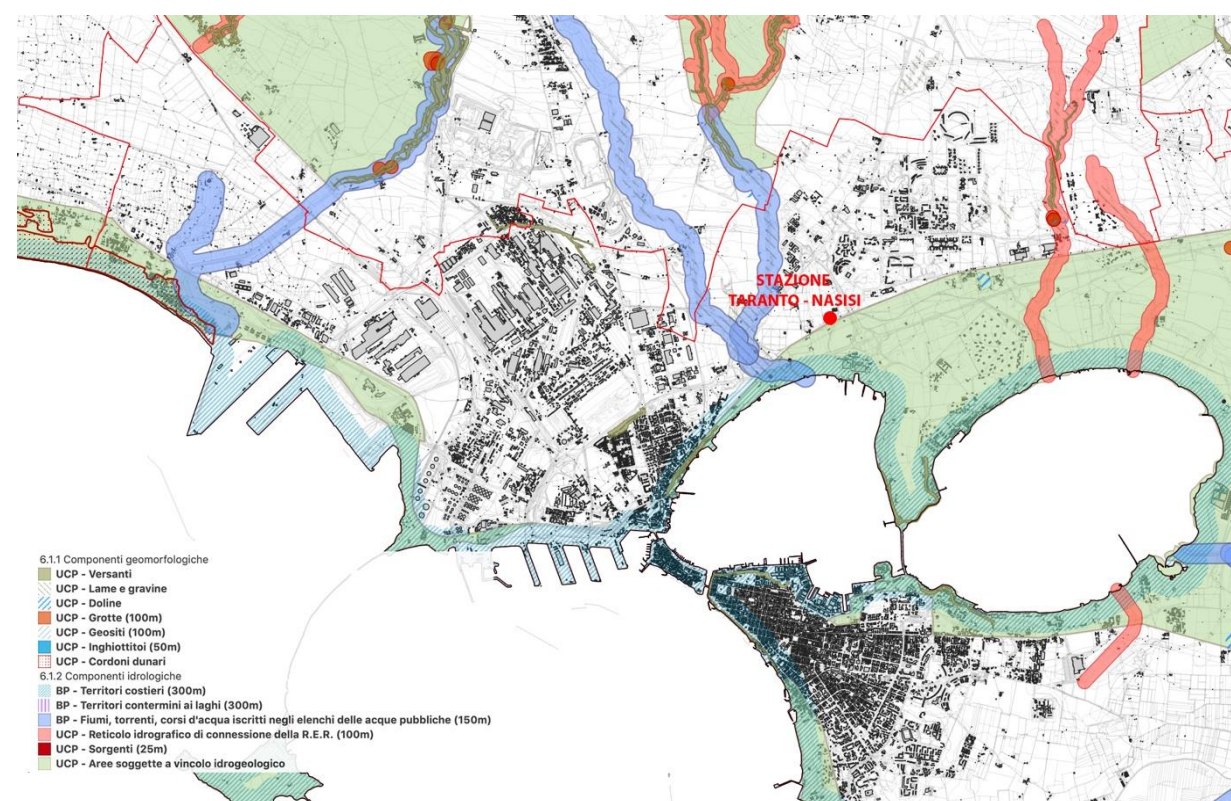 STAZIONE
TARANTO - NASISI
6.1.1 Componenti geomorfologiche
UCP - Versanti
UCP - Lame e gravine
UCP - Doline
UCP - Grotte (100m)
UCP - Geositi (100m)
UCP - Inghiottitoi (50m)
UCP - Cordoni dunari
6.1.2 Componenti idrologiche
BP - Territori costieri (300m)
BP - Territori contermini ai laghi (300m)
BP - Fiumi, torrenti, corsi d'acqua iscritti negli elenchi delle acque pubbliche (150m)
UCP - Reticolo idrografico di connessione della R.E.R. (100m)
UCP - Sorgenti (25m)
UCP - Aree soggette a vincolo idrogeologico